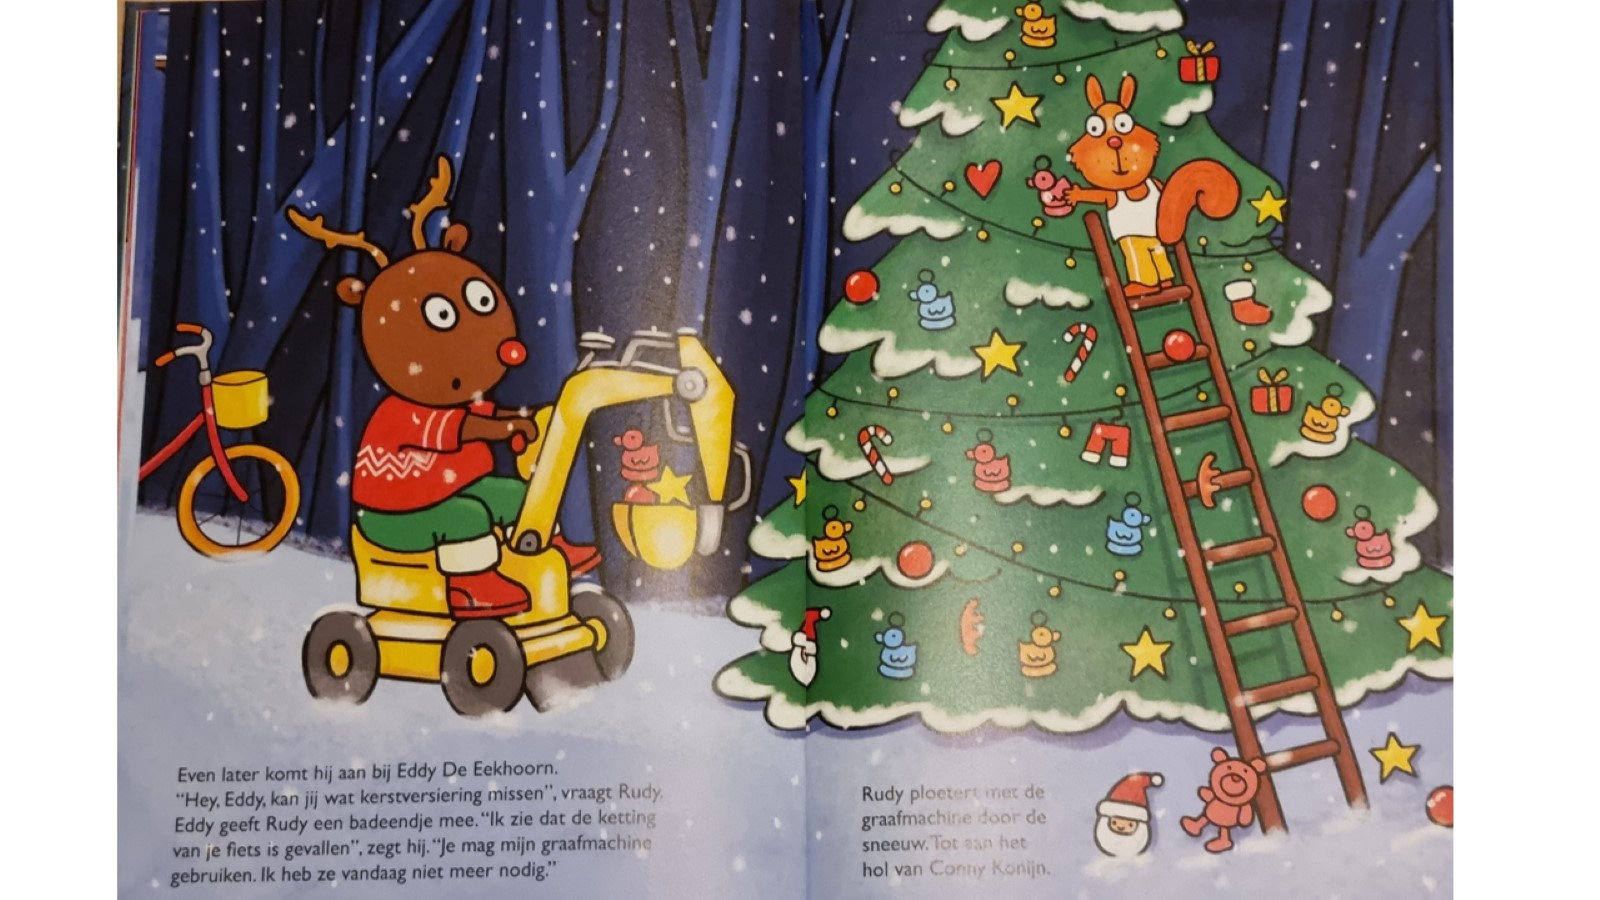 Even later komt hij aan bij Eddy De Eekhoorn.
“Hey, Eddy, kan jij wat kerstversiering missen”, vraagt Rudy.
Eddy geeft Rudy een badeendje mee. “Ik zie dat de ketting
van je fiets is gevallen”, zegt hij. “Je mag mijn graafmachine
gebruiken. Ik heb ze vandaag niet meer nodig.”
Rudy ploetert met de
graafmachine door de
sneeuw. Tot aan het
hol van Conny Konijn.